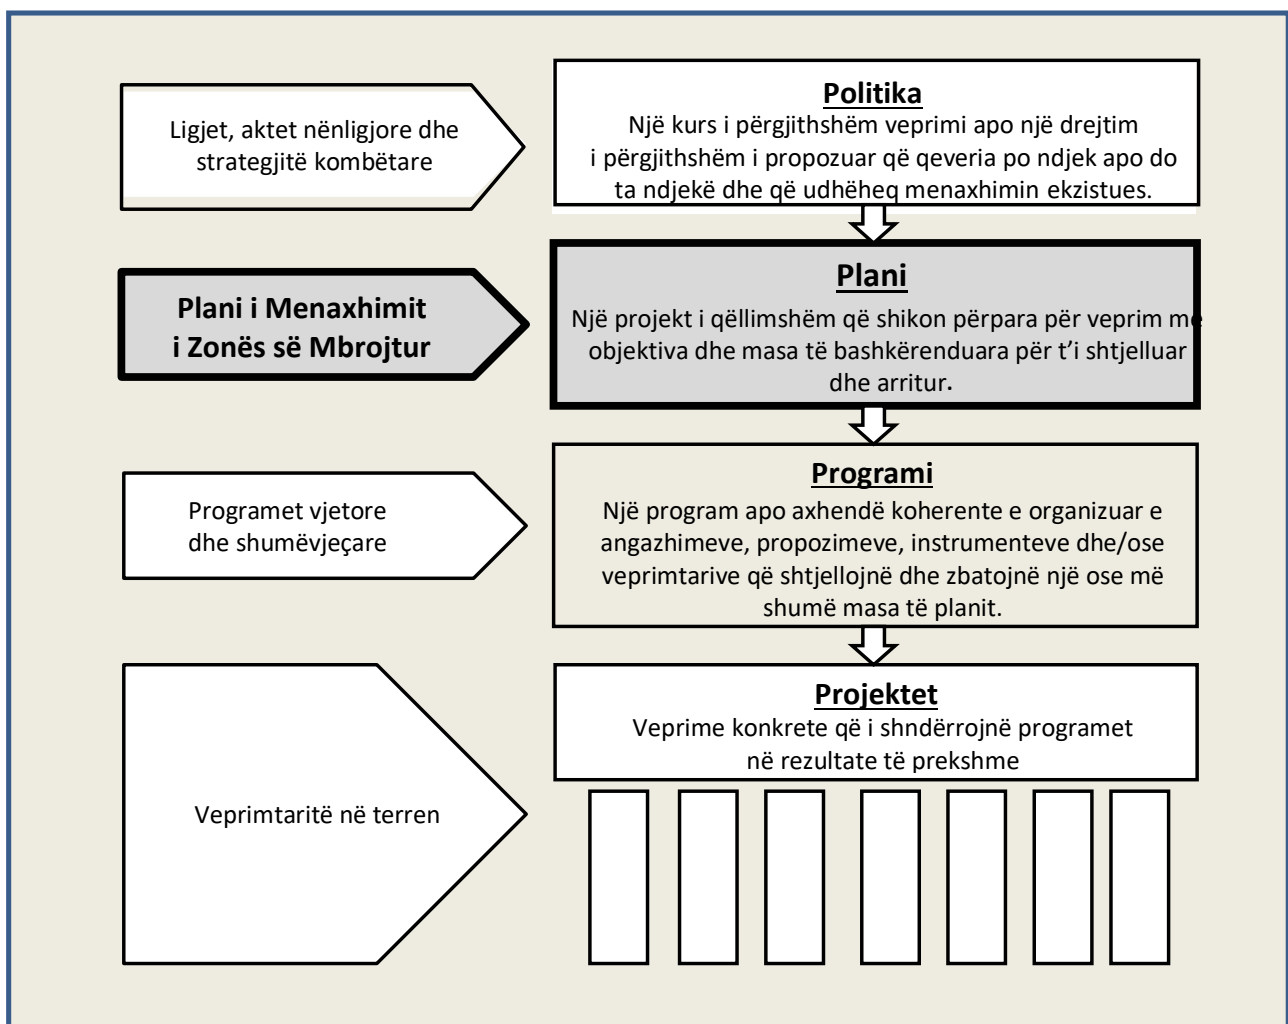 Ligjet, aktet nënligjore dhe
strategjitë kombëtare
Politika
Një kurs i përgjithshëm veprimi apo një drejtim
i përgjithshëm i propozuar që qeveria po ndjek apo do
ta ndjekë dhe që udhëheq menaxhimin ekzistues.
Plani i Menaxhimit
i Zonës së Mbrojtur
Plani
Një projekt i qëllimshëm që shikon përpara për veprim me
objektiva dhe masa të bashkërenduara për t’i shtjelluar
dhe arritur.
Programet vjetore
dhe shumëvjeçare
Programi
Një program apo axhendë koherente e organizuar e
angazhimeve, propozimeve, instrumenteve dhe/ose
veprimtarive që shtjellojnë dhe zbatojnë një ose më
shumë masa të planit.
Veprimtaritë në terren
Projektet
Veprime konkrete që i shndërrojnë programet
në rezultate të prekshme